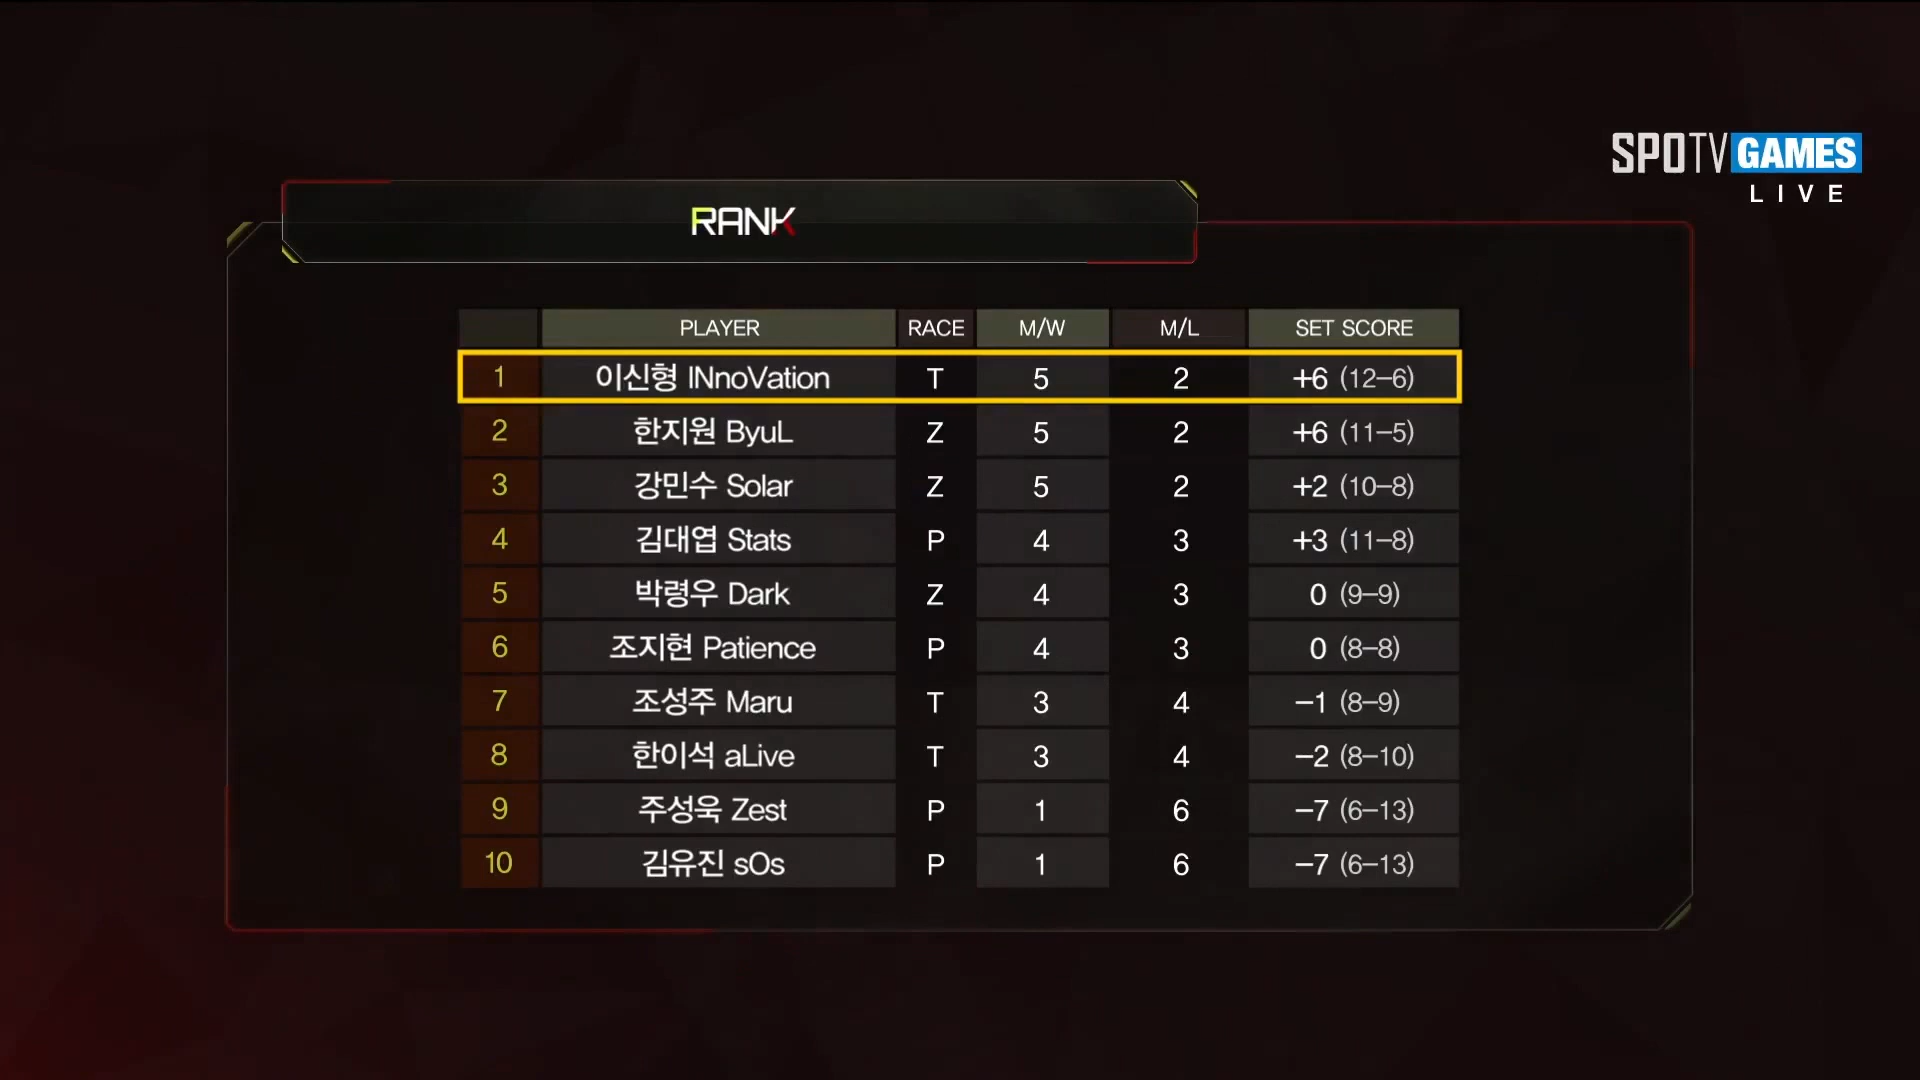 SPOTV GAMES
LIVE
RANK
PLAYER RACE M/W M/L SET SCORE
1 이신형 INnoVation T 5 2 +6 (12–6)
2 한지원 ByuL Z 5 2 +6 (11–5)
3 강민수 Solar Z 5 2 +2 (10–8)
4 김대엽 Stats P 4 3 +3 (11–8)
5 박령우 Dark Z 4 3 0 (9–9)
6 조지현 Patience P 4 3 0 (8–8)
7 조성주 Maru T 3 4 –1 (8–9)
8 한이석 aLive T 3 4 –2 (8–10)
9 주성욱 Zest P 1 6 –7 (6–13)
10 김유진 sOs P 1 6 –7 (6–13)